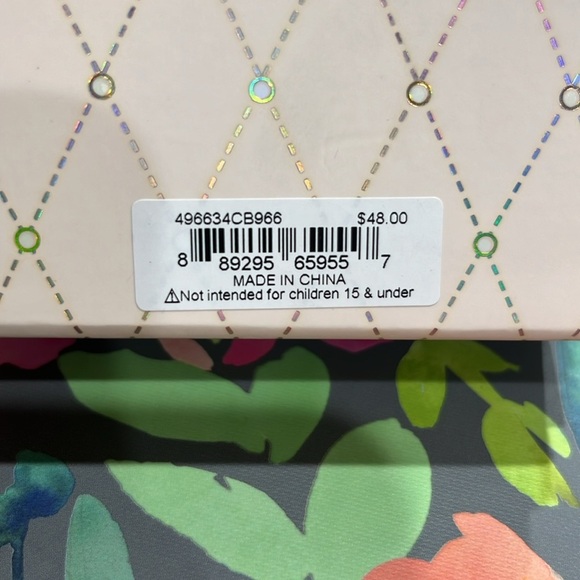 496634CB966 $48.00
8 89295 65955 7
MADE IN CHINA
⚠Not intended for children 15 & under